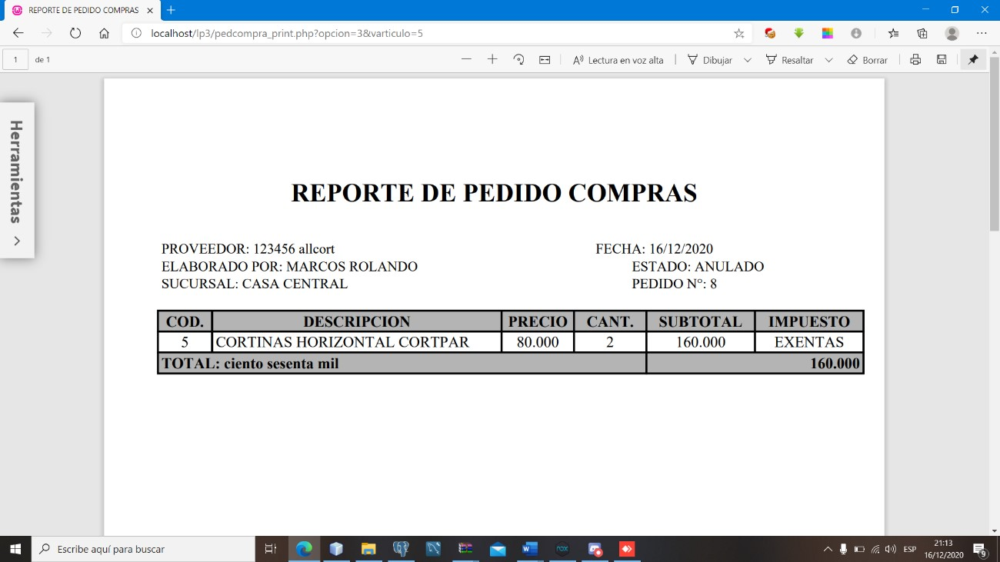 REPORTE DE PEDIDO COMPRAS
localhost/lp3/pedcompra_print.php?opcion=3&varticulo=5
1 de 1 Lectura en voz alta Dibujar Resaltar Borrar
Herramientas
REPORTE DE PEDIDO COMPRAS
PROVEEDOR: 123456 allcort FECHA: 16/12/2020
ELABORADO POR: MARCOS ROLANDO ESTADO: ANULADO
SUCURSAL: CASA CENTRAL PEDIDO N°: 8
COD. DESCRIPCION PRECIO CANT. SUBTOTAL IMPUESTO
5 CORTINAS HORIZONTAL CORTPAR 80.000 2 160.000 EXENTAS
TOTAL: ciento sesenta mil 160.000
Escribe aquí para buscar ESP 21:13
16/12/2020 9